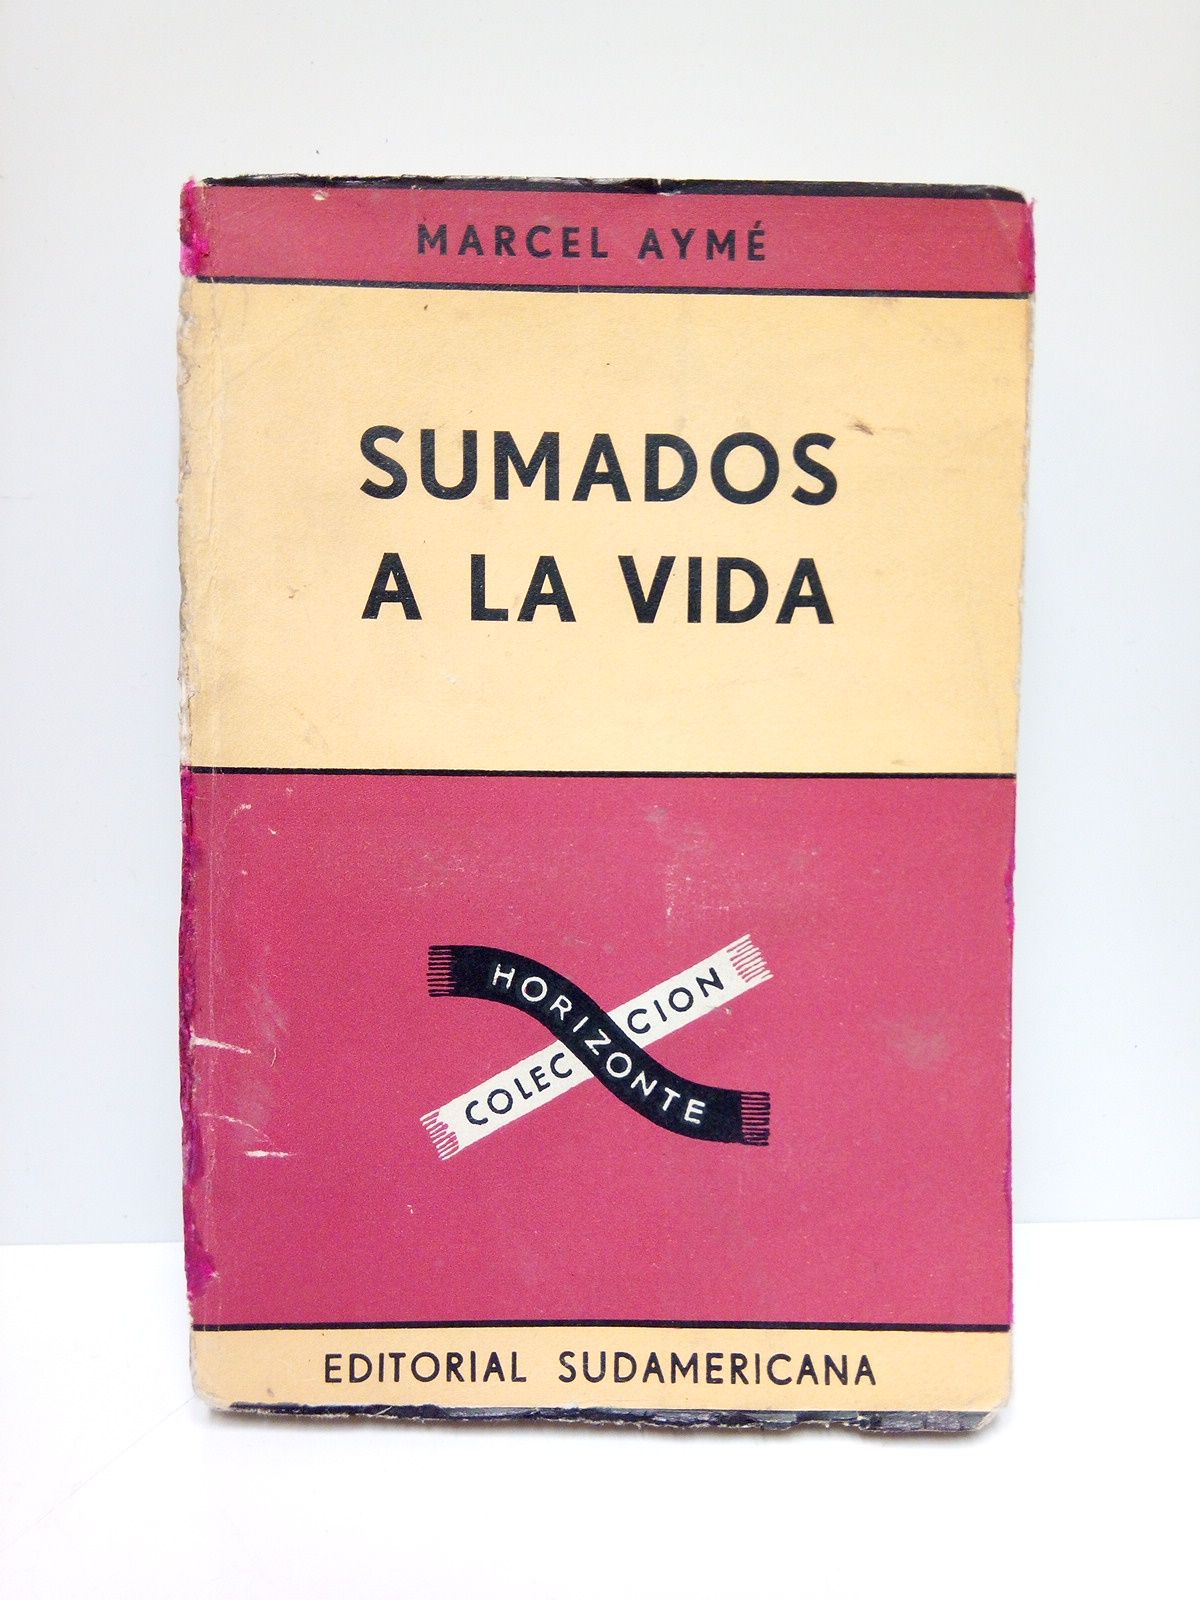 MARCEL AYMÉ
SUMADOS
A LA VIDA
COLECCION
HORIZONTE
EDITORIAL SUDAMERICANA